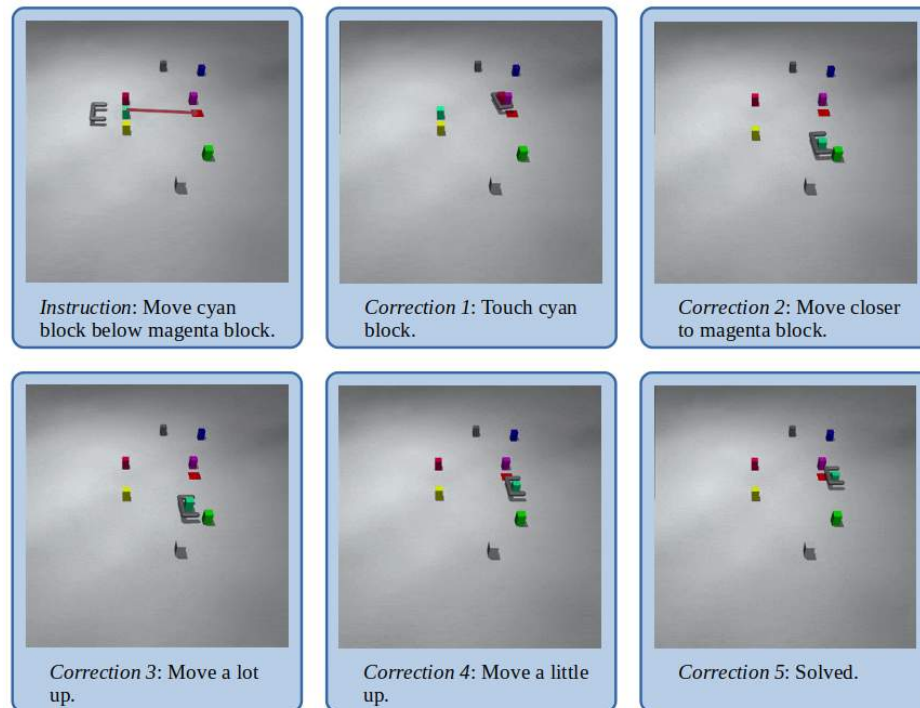 Instruction: Move cyan
block below magenta block.
Correction 1: Touch cyan
block.
Correction 2: Move closer
to magenta block.
Correction 3: Move a lot
up.
Correction 4: Move a little
up.
Correction 5: Solved.